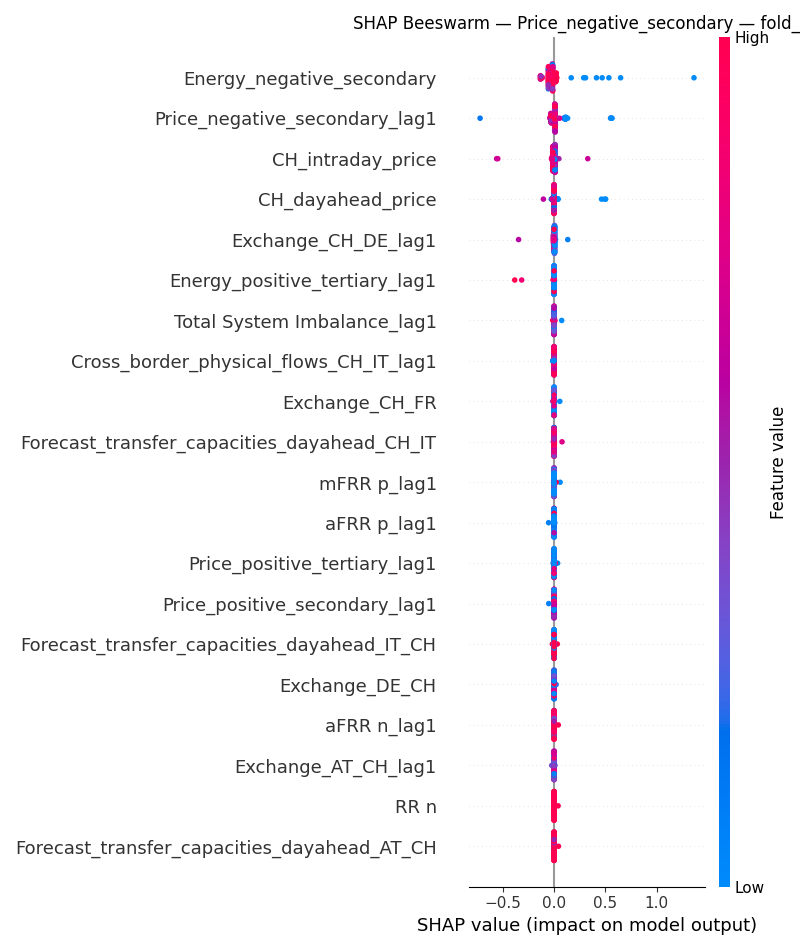 SHAP Beeswarm — Price_negative_secondary — fold_
High
Energy_negative_secondary
Price_negative_secondary_lag1
CH_intraday_price
CH_dayahead_price
Exchange_CH_DE_lag1
Energy_positive_tertiary_lag1
Total System Imbalance_lag1
Cross_border_physical_flows_CH_IT_lag1
Exchange_CH_FR
Forecast_transfer_capacities_dayahead_CH_IT
mFRR p_lag1
aFRR p_lag1
Price_positive_tertiary_lag1
Price_positive_secondary_lag1
Forecast_transfer_capacities_dayahead_IT_CH
Exchange_DE_CH
aFRR n_lag1
Exchange_AT_CH_lag1
RR n
Forecast_transfer_capacities_dayahead_AT_CH
Feature value
Low
−0.5 0.0 0.5 1.0
SHAP value (impact on model output)